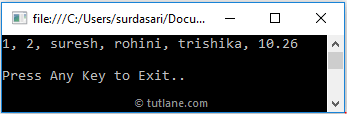 file:///C:/Users/surdasari/Docu...
1, 2, suresh, rohini, trishika, 10.26
Press Any Key to Exit..
© tutlane.com